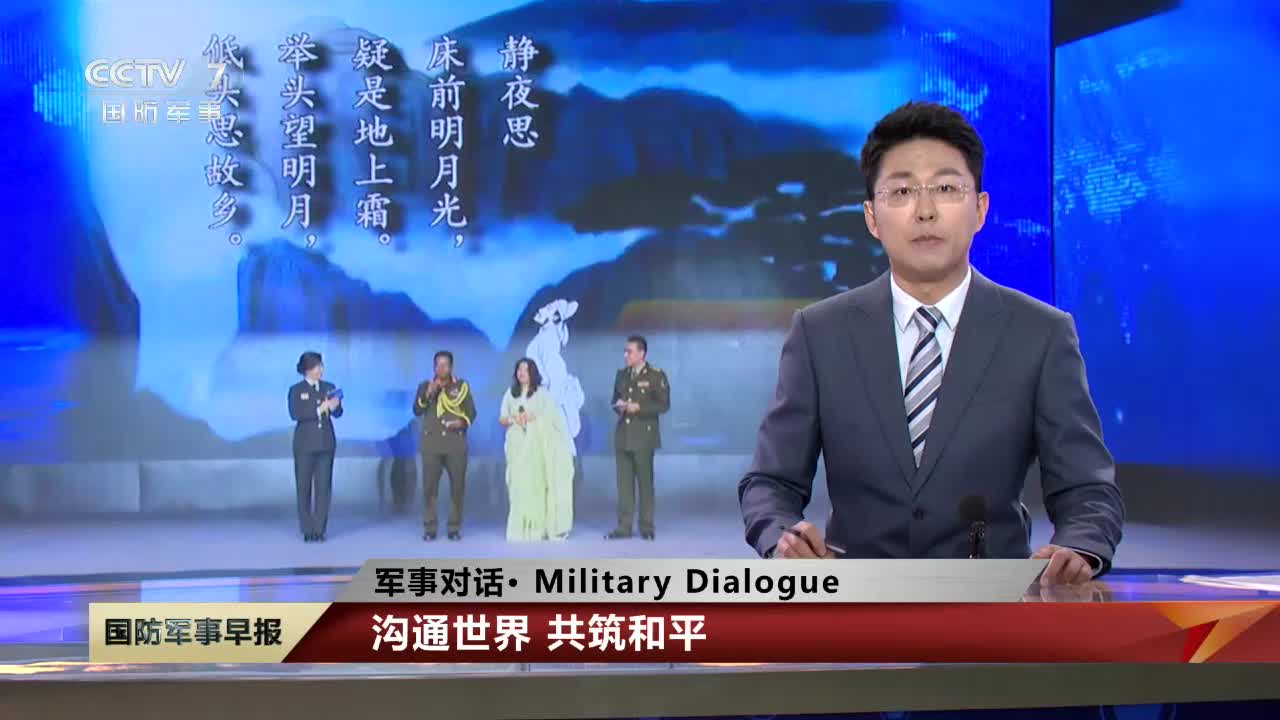 CCTV 7
国防军事
静夜思
床前明月光，
疑是地上霜。
举头望明月，
低头思故乡。
军事对话• Military Dialogue
国防军事早报
沟通世界 共筑和平